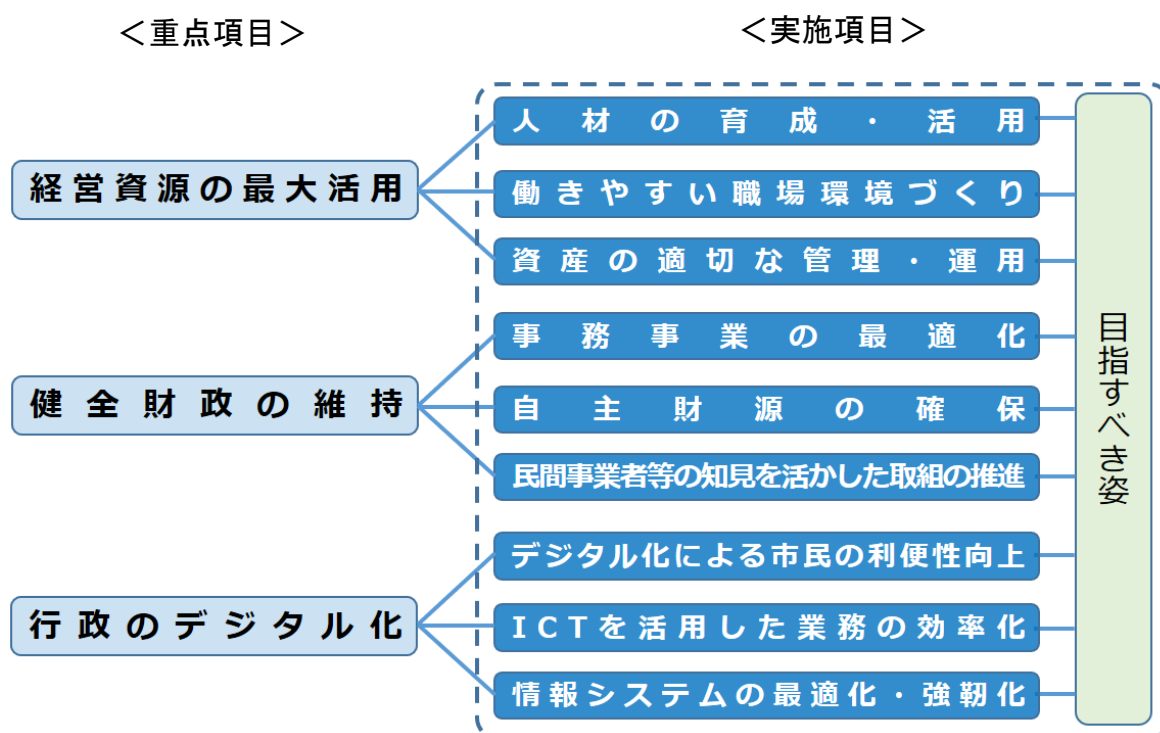 ＜重点項目＞
＜実施項目＞
経営資源の最大活用
人材の育成・活用
働きやすい職場環境づくり
資産の適切な管理・運用
健全財政の維持
事務事業の最適化
自主財源の確保
民間事業者等の知見を活かした取組の推進
行政のデジタル化
デジタル化による市民の利便性向上
ICTを活用した業務の効率化
情報システムの最適化・強靭化
目指すべき姿